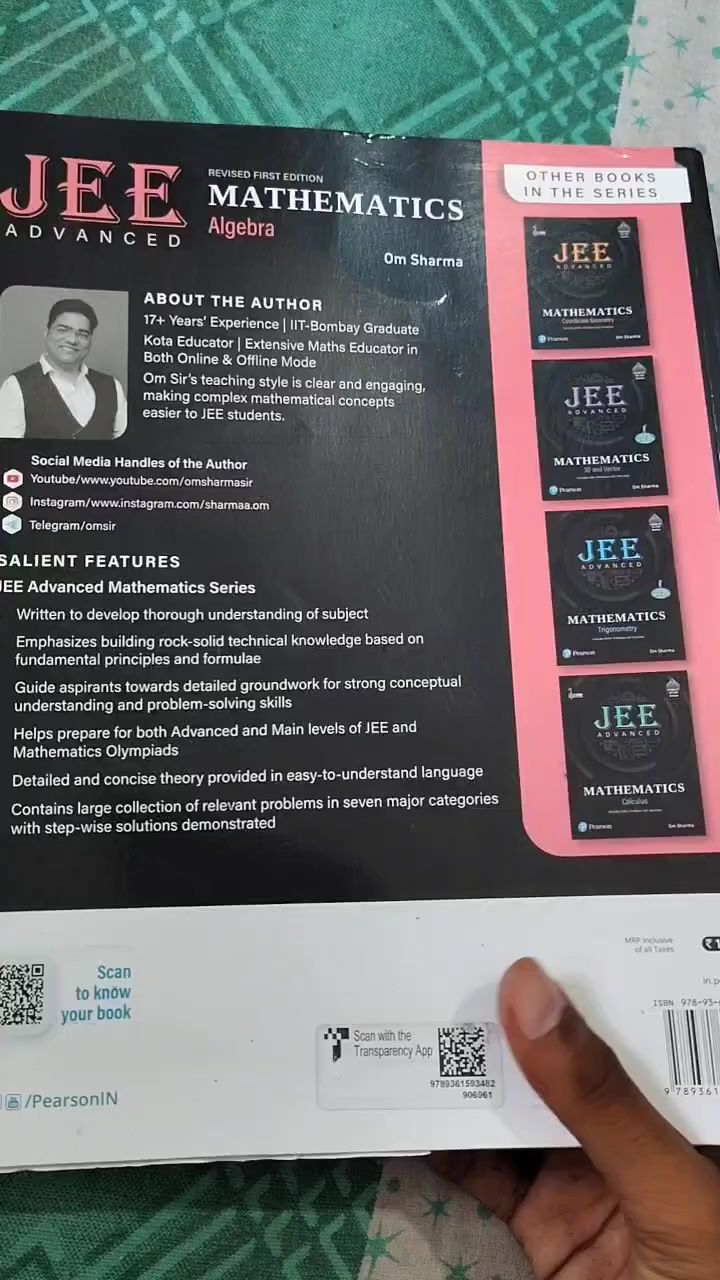 JEE
ADVANCED
REVISED FIRST EDITION
MATHEMATICS
Algebra
Om Sharma
ABOUT THE AUTHOR
17+ Years' Experience | IIT-Bombay Graduate
Kota Educator | Extensive Maths Educator in
Both Online & Offline Mode
Om Sir's teaching style is clear and engaging,
making complex mathematical concepts
easier to JEE students.
Social Media Handles of the Author
Youtube/www.youtube.com/omsharmasir
Instagram/www.instagram.com/sharmaa.om
Telegram/omsir
SALIENT FEATURES
JEE Advanced Mathematics Series
Written to develop thorough understanding of subject
Emphasizes building rock-solid technical knowledge based on
fundamental principles and formulae
Guide aspirants towards detailed groundwork for strong conceptual
understanding and problem-solving skills
Helps prepare for both Advanced and Main levels of JEE and
Mathematics Olympiads
Detailed and concise theory provided in easy-to-understand language
Contains large collection of relevant problems in seven major categories
with step-wise solutions demonstrated
OTHER BOOKS
IN THE SERIES
JEE
ADVANCED
MATHEMATICS
Coordinate Geometry
Pearson
Om Sharma
JEE
ADVANCED
MATHEMATICS
3D and Vector
Pearson
Om Sharma
JEE
ADVANCED
MATHEMATICS
Trigonometry
Pearson
Om Sharma
JEE
ADVANCED
MATHEMATICS
Calculus
Pearson
Om Sharma
Scan
to know
your book
/PearsonIN
Scan with the
Transparency App
9789361593482
906961
MRP Inclusive
of all Taxes
₹1
in.p
ISBN 978-93-
9 789361